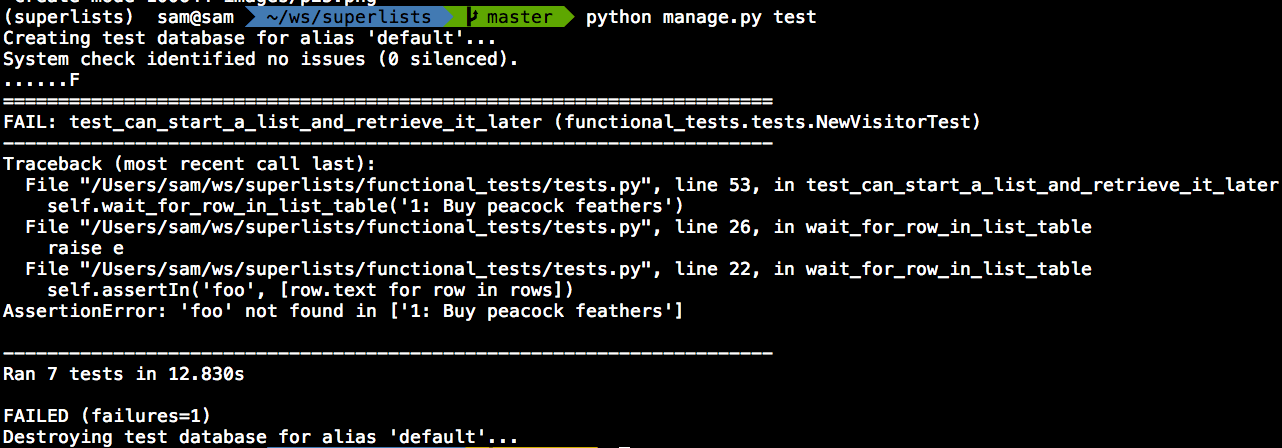 (superlists) sam@sam ~/ws/superlists master python manage.py test
Creating test database for alias 'default'...
System check identified no issues (0 silenced).
......F
======================================================================
FAIL: test_can_start_a_list_and_retrieve_it_later (functional_tests.tests.NewVisitorTest)
----------------------------------------------------------------------
Traceback (most recent call last):
  File "/Users/sam/ws/superlists/functional_tests/tests.py", line 53, in test_can_start_a_list_and_retrieve_it_later
    self.wait_for_row_in_list_table('1: Buy peacock feathers')
  File "/Users/sam/ws/superlists/functional_tests/tests.py", line 26, in wait_for_row_in_list_table
    raise e
  File "/Users/sam/ws/superlists/functional_tests/tests.py", line 22, in wait_for_row_in_list_table
    self.assertIn('foo', [row.text for row in rows])
AssertionError: 'foo' not found in ['1: Buy peacock feathers']

----------------------------------------------------------------------
Ran 7 tests in 12.830s

FAILED (failures=1)
Destroying test database for alias 'default'...